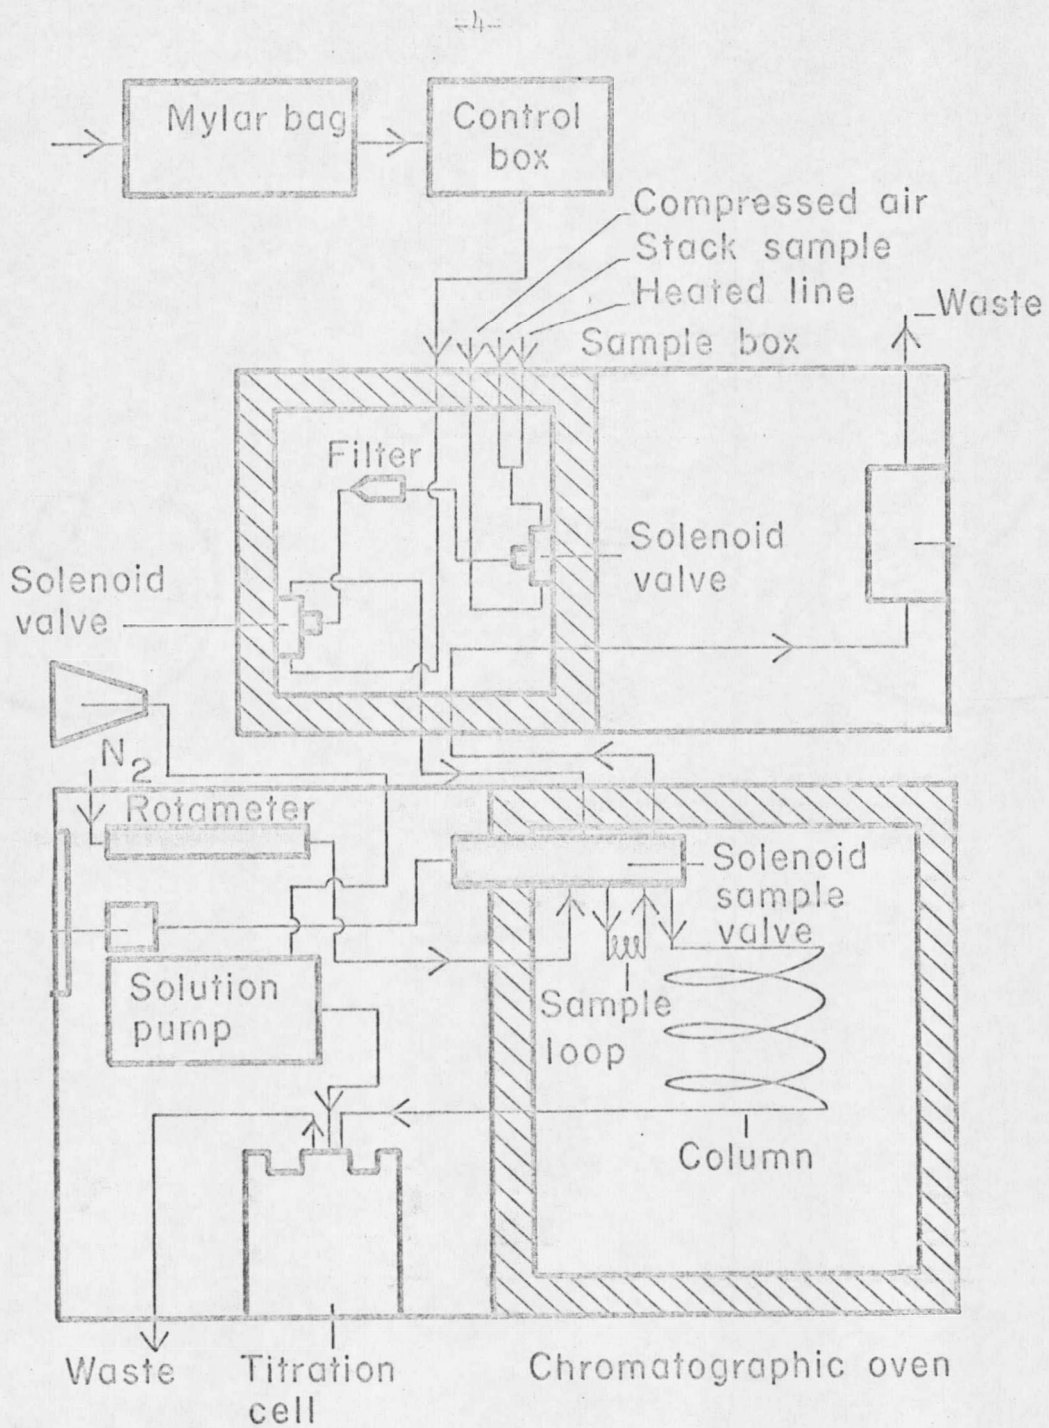 -4-
Mylar bag
Control
box
Compressed air
Stack sample
Heated line
Waste
Sample box
Filter
Solenoid
valve
Solenoid
valve
N2
Rotameter
Solenoid
sample
valve
Solution
pump
Sample
loop
Column
Waste
Titration
cell
Chromatographic oven